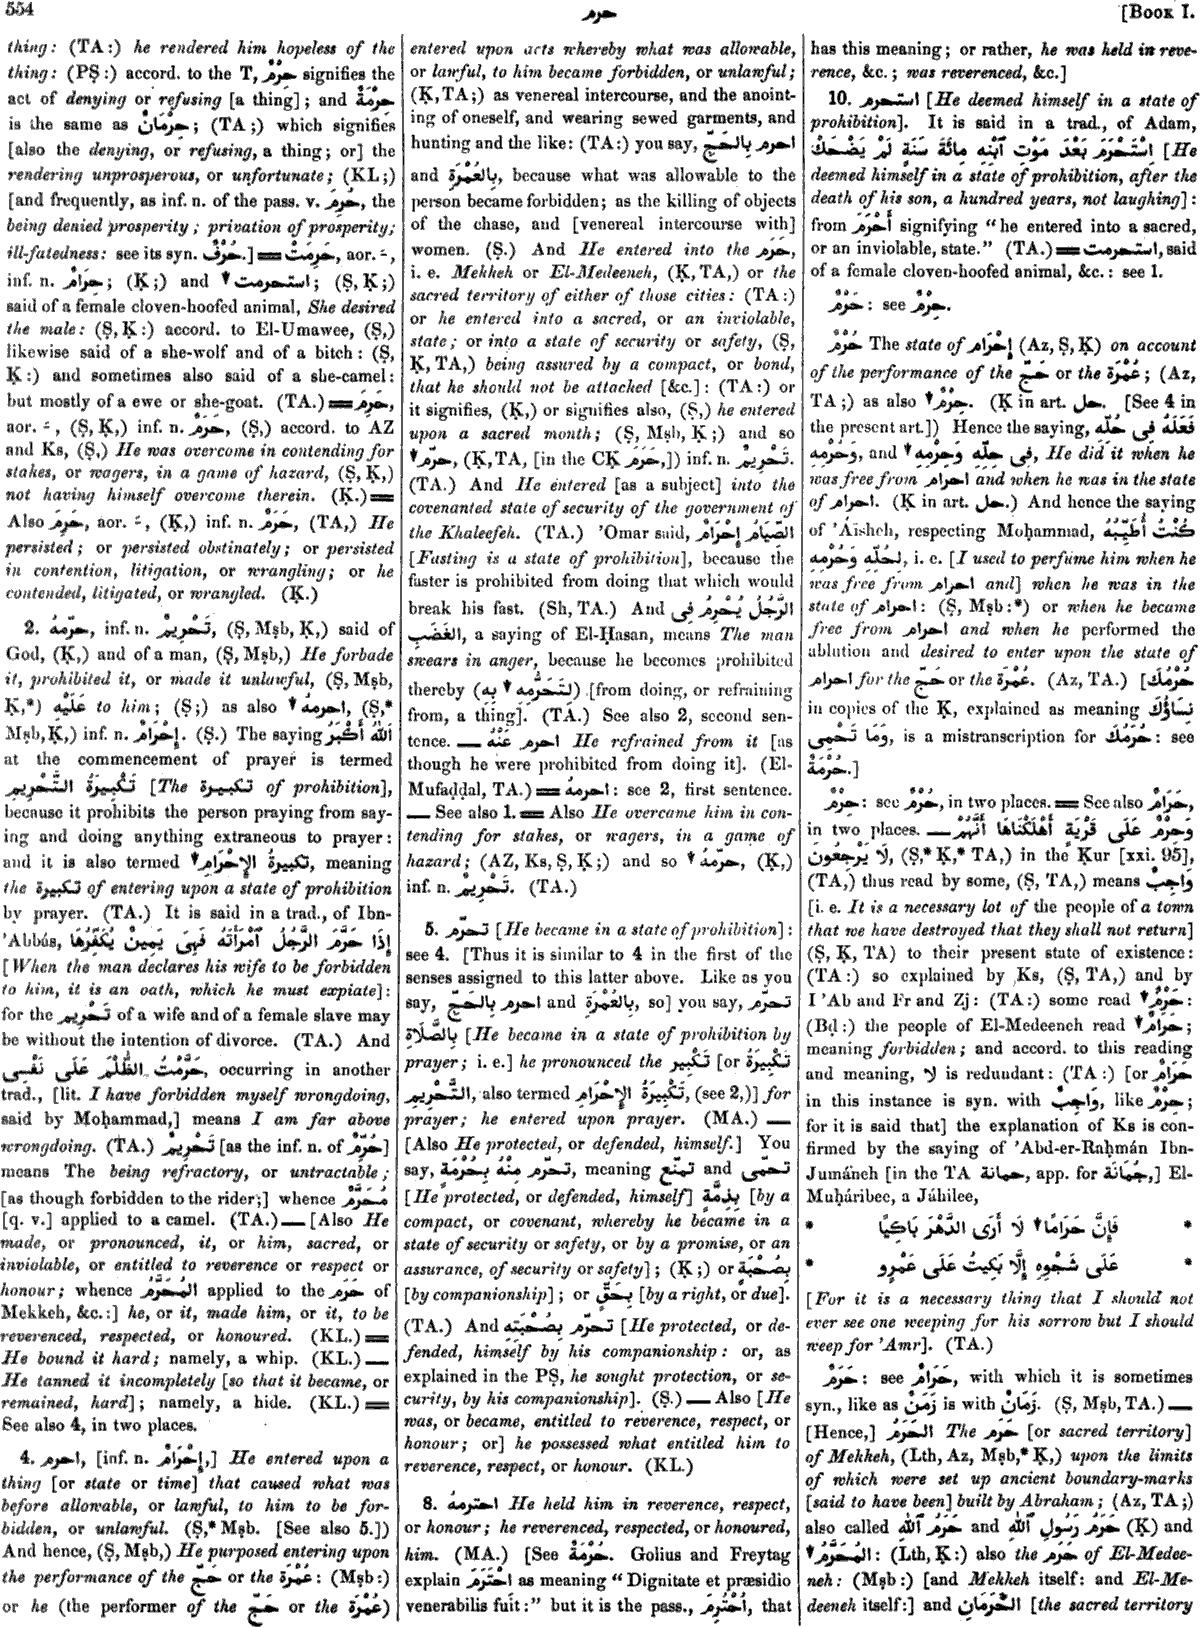 554
حرم
[Book I.
thing: (TA:) he rendered him hopeless of the
thing: (PṢ:) accord. to the T, حِرْمٌ signifies the
act of denying or refusing [a thing]; and حِرْمَةٌ
is the same as حِرْمَانٌ; (TA;) which signifies
[also the denying, or refusing, a thing; or] the
rendering unprosperous, or unfortunate; (KL;)
[and frequently, as inf. n. of the pass. v. حُرِمَ, the
being denied prosperity; privation of prosperity;
ill-fatedness: see its syn. حُرْفٌ.] ‗‗ حَرِمَتْ, aor. ـَ,
inf. n. حِرَامٌ; (Ḳ;) and ▼ استحرمت; (Ṣ, Ḳ;)
said of a female cloven-hoofed animal, She desired
the male: (Ṣ, Ḳ:) accord. to El-Umawee, (Ṣ,)
likewise said of a she-wolf and of a bitch: (Ṣ,
Ḳ:) and sometimes also said of a she-camel:
but mostly of a ewe or she-goat. (TA.) ‗‗ حَرِمَ,
aor. ـَ, (Ṣ, Ḳ,) inf. n. حَرَمٌ, (Ṣ,) accord. to AZ
and Ks, (Ṣ,) He was overcome in contending for
stakes, or wagers, in a game of hazard, (Ṣ, Ḳ,)
not having himself overcome therein. (Ḳ.) ‗‗
Also حَرِمَ, aor. ـَ, (Ḳ,) inf. n. حَرَمٌ, (TA,) He
persisted; or persisted obstinately; or persisted
in contention, litigation, or wrangling; or he
contended, litigated, or wrangled. (Ḳ.)
2. حرّمهُ, inf. n. تَحْرِيمٌ, (Ṣ, Mṣb, Ḳ,) said of
God, (Ḳ,) and of a man, (Ṣ, Mṣb,) He forbade
it, prohibited it, or made it unlawful, (Ṣ, Mṣb,
Ḳ,*) عَلَيْهِ to him; (Ṣ;) as also ▼ احرمهُ, (Ṣ,*
Mṣb, Ḳ,) inf. n. إِحْرَامٌ. (Ṣ.) The saying اَللّٰهُ أَكْبَرُ
at the commencement of prayer is termed
تَكْبِيرَةُ التَّحْرِيمِ [The تكبيرة of prohibition],
because it prohibits the person praying from say-
ing and doing anything extraneous to prayer:
and it is also termed ▼ تكبيرةُ الإِحْرَامِ, meaning
the تكبيرة of entering upon a state of prohibition
by prayer. (TA.) It is said in a trad., of Ibn-
’Abbás, إِذَا حَرَّمَ الرَّجُلُ ٱمْرَأَتَهُ فَهِىَ يَمِينٌ يُكَفِّرُهَا
[When the man declares his wife to be forbidden
to him, it is an oath, which he must expiate]:
for the تَحْرِيم of a wife and of a female slave may
be without the intention of divorce. (TA.) And
حَرَّمْتُ الظُّلْمَ عَلَى نَفْسِى, occurring in another
trad., [lit. I have forbidden myself wrongdoing,
said by Moḥammad,] means I am far above
wrongdoing. (TA.) تَحْرِيمٌ [as the inf. n. of حُرِّمَ]
means The being refractory, or untractable;
[as though forbidden to the rider;] whence مُحَرَّمٌ
[q. v.] applied to a camel. (TA.) — [Also He
made, or pronounced, it, or him, sacred, or
inviolable, or entitled to reverence or respect or
honour; whence المُحَرَّمُ applied to the حَرَم of
Mekkeh, &c.:] he, or it, made him, or it, to be
reverenced, respected, or honoured. (KL.) ‗‗
He bound it hard; namely, a whip. (KL.) —
He tanned it incompletely [so that it became, or
remained, hard]; namely, a hide. (KL.) ‗‗
See also 4, in two places.
4. احرم, [inf. n. إِحْرَامٌ,] He entered upon a
thing [or state or time] that caused what was
before allowable, or lawful, to him to be for-
bidden, or unlawful. (Ṣ,* Mṣb. [See also 5.])
And hence, (Ṣ, Mṣb,) He purposed entering upon
the performance of the حَجّ or the عُمْرَة: (Mṣb:)
or he (the performer of the حَجّ or the عُمْرَة)
entered upon acts whereby what was allowable,
or lawful, to him became forbidden, or unlawful;
(Ḳ, TA;) as venereal intercourse, and the anoint-
ing of oneself, and wearing sewed garments, and
hunting and the like: (TA:) you say, احرم بِالحَجِّ
and بِالعُمْرَةِ, because what was allowable to the
person became forbidden; as the killing of objects
of the chase, and [venereal intercourse with]
women. (Ṣ.) And He entered into the حَرَم,
i. e. Mekkeh or El-Medeeneh, (Ḳ, TA,) or the
sacred territory of either of those cities: (TA:)
or he entered into a sacred, or an inviolable,
state; or into a state of security or safety, (Ṣ,
Ḳ, TA,) being assured by a compact, or bond,
that he should not be attacked [&c.]: (TA:) or
it signifies, (Ḳ,) or signifies also, (Ṣ,) he entered
upon a sacred month; (Ṣ, Mṣb, Ḳ;) and so
▼ حرّم, (Ḳ, TA, [in the CḲ حَرَمَ,]) inf. n. تَحْرِيمٌ.
(TA.) And He entered [as a subject] into the
covenanted state of security of the government of
the Khaleefeh. (TA.) ’Omar said, الصِّيَامُ إِحْرَامٌ
[Fasting is a state of prohibition], because the
faster is prohibited from doing that which would
break his fast. (Sh, TA.) And الرَّجُلُ يُحْرِمُ فِى
الغَضَبِ, a saying of El-Ḥasan, means The man
swears in anger, because he becomes prohibited
thereby (▼ لِتَحَرُّمِهِ بِهِ) [from doing, or refraining
from, a thing]. (TA.) See also 2, second sen-
tence. — احرم عَنْهُ He refrained from it [as
though he were prohibited from doing it]. (El-
Mufaḍḍal, TA.) ‗‗ احرمهُ: see 2, first sentence.
— See also 1. ‗‗ Also He overcame him in con-
tending for stakes, or wagers, in a game of
hazard; (AZ, Ks, Ṣ, Ḳ;) and so ▼ حرّمهُ, (Ḳ,)
inf. n. تَحْرِيمٌ. (TA.)
5. تحرّم [He became in a state of prohibition]:
see 4. [Thus it is similar to 4 in the first of the
senses assigned to this latter above. Like as you
say, احرم بِالحَجِّ and بِالعُمْرَةِ, so] you say, تحرّم
بِالصَّلَاةِ [He became in a state of prohibition by
prayer; i. e.] he pronounced the تَكْبِير [or تَكْبِيرَةُ
التَّحْرِيمِ, also termed تَكْبِيرَةُ الإِحْرَامِ, (see 2,)] for
prayer; he entered upon prayer. (MA.) —
[Also He protected, or defended, himself.] You
say, تحرّم مِنْهُ بِحُرْمَةٍ, meaning تمنّع and تحمّى
[He protected, or defended, himself] بِذِمَّةٍ [by a
compact, or covenant, whereby he became in a
state of security or safety, or by a promise, or an
assurance, of security or safety]; (Ḳ;) or بِصُحْبَةٍ
[by companionship]; or بِحَقٍّ [by a right, or due].
(TA.) And تحرّم بِصُحْبَتِهِ [He protected, or de-
fended, himself by his companionship: or, as
explained in the PṢ, he sought protection, or se-
curity, by his companionship]. (Ṣ.) — Also [He
was, or became, entitled to reverence, respect, or
honour; or] he possessed what entitled him to
reverence, respect, or honour. (KL.)
8. احترمهُ He held him in reverence, respect,
or honour; he reverenced, respected, or honoured,
him. (MA.) [See حُرْمَةٌ. Golius and Freytag
explain اِحْتَرَمَ as meaning “Dignitate et præsidio
venerabilis fuit:” but it is the pass., اُحْتُرِمَ, that
has this meaning; or rather, he was held in reve-
rence, &c.; was reverenced, &c.]
10. استحرم [He deemed himself in a state of
prohibition]. It is said in a trad., of Adam,
اِسْتَحْرَمَ بَعْدَ مَوْتِ ٱبْنِهِ مِائَةَ سَنَةٍ لَمْ يَضْحَكْ [He
deemed himself in a state of prohibition, after the
death of his son, a hundred years, not laughing]:
from أَحْرَمَ signifying “he entered into a sacred,
or an inviolable, state.” (TA.) ‗‗ استحرمت, said
of a female cloven-hoofed animal, &c.: see 1.
حَرْمٌ: see حِرْمٌ.
حُرْمٌ The state of إِحْرَام (Az, Ṣ, Ḳ) on account
of the performance of the حَجّ or the عُمْرَة; (Az,
TA;) as also ▼ حِرْمٌ. (Ḳ in art. حل. [See 4 in
the present art.]) Hence the saying, فَعَلَهُ فِى حُلِّهِ
وَحُرْمِهِ, and ▼ فِى حِلِّهِ وَحِرْمِهِ, He did it when he
was free from احرام and when he was in the state
of احرام. (Ḳ in art. حل.) And hence the saying
of ’Áïsheh, respecting Moḥammad, كُنْتُ أُطَيِّبُهُ
لِحُلِّهِ وَحُرْمِهِ, i. e. [I used to perfume him when he
was free from احرام and] when he was in the
state of احرام: (Ṣ, Mṣb:*) or when he became
free from احرام and when he performed the
ablution and desired to enter upon the state of
احرام for the حَجّ or the عُمْرَة. (Az, TA.) [حُرْمُكَ
in copies of the Ḳ, explained as meaning نِسَاؤُكَ
وَمَا تَحْمِى, is a mistranscription for حُرَمُكَ: see
حُرْمَةٌ.]
حِرْمٌ: see حُرْمٌ, in two places. ‗‗ See also حَرَامٌ,
in two places. — وَحِرْمٌ عَلَى قَرْيَةٍ أَهْلَكْنَاهَا أَنَّهُمْ
لَا يَرْجِعُونَ, (Ṣ,* Ḳ,* TA,) in the Ḳur [xxi. 95],
(TA,) thus read by some, (Ṣ, TA,) means وَاجِبٌ
[i. e. It is a necessary lot of the people of a town
that we have destroyed that they shall not return]
(Ṣ, Ḳ, TA) to their present state of existence:
(TA:) so explained by Ks, (Ṣ, TA,) and by
I ’Ab and Fr and Zj: (TA:) some read ▼ حَرْمٌ:
(Bḍ:) the people of El-Medeeneh read ▼ حَرَامٌ;
meaning forbidden; and accord. to this reading
and meaning, لا is redundant: (TA:) [or حَرَامٌ
in this instance is syn. with وَاجِبٌ, like حِرْمٌ;
for it is said that] the explanation of Ks is con-
firmed by the saying of ’Abd-er-Raḥmán Ibn-
Jumáneh [in the TA حمانة, app. for جُمَانَة,] El-
Muḥáribee, a Jáhilee,
* فَإِنَّ حَرَامًا ▼ لَا أَرَى الدَّهْرَ بَاكِيًا *
* عَلَى شَجْوِهِ إِلَّا بَكِيتُ عَلَى عَمْرِو *
[For it is a necessary thing that I should not
ever see one weeping for his sorrow but I should
weep for ’Amr]. (TA.)
حَرَمٌ: see حَرَامٌ, with which it is sometimes
syn., like as زَمَنٌ is with زَمَانٌ. (Ṣ, Mṣb, TA.) —
[Hence,] الحَرَمُ The حَرَم [or sacred territory]
of Mekkeh, (Lth, Az, Mṣb,* Ḳ,) upon the limits
of which were set up ancient boundary-marks
[said to have been] built by Abraham; (Az, TA;)
also called حَرَمُ ٱللّٰهِ and حَرَمُ رَسُولِ ٱللّٰهِ (Ḳ) and
▼ المُحَرَّمُ: (Lth, Ḳ:) also the حَرَم of El-Medee-
neh: (Mṣb:) [and Mekkeh itself: and El-Me-
deeneh itself:] and الحَرَمَانِ [the sacred territory